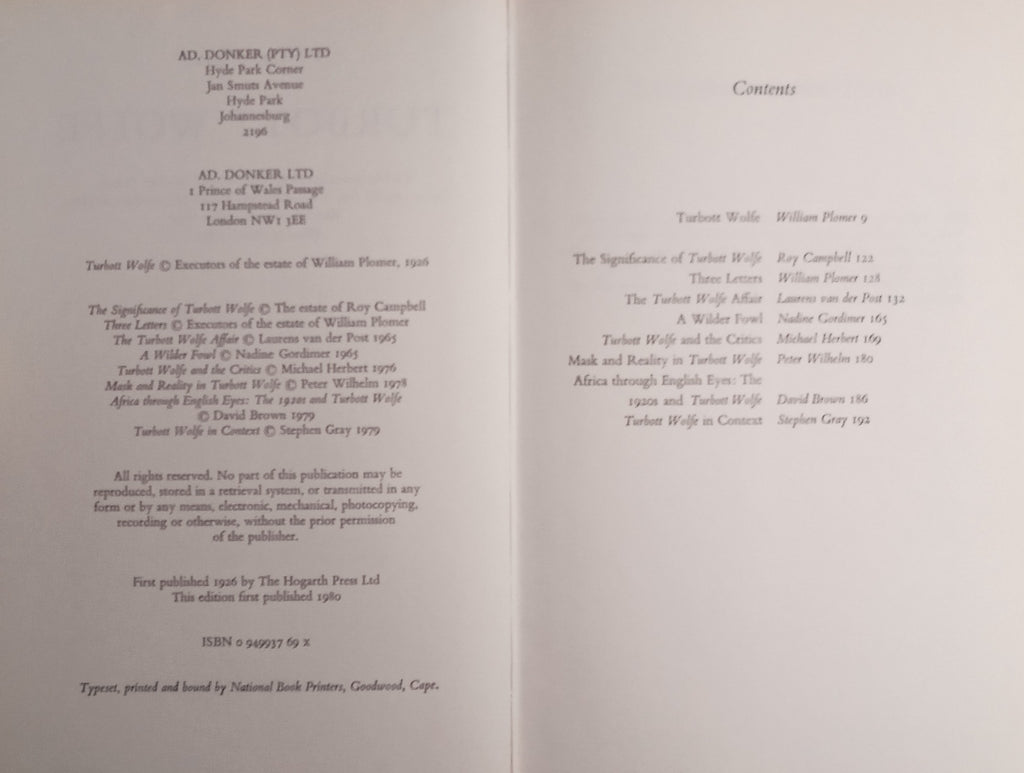 AD. DONKER (PTY) LTD
Hyde Park Corner
Jan Smuts Avenue
Hyde Park
Johannesburg
2196
AD. DONKER LTD
1 Prince of Wales Passage
117 Hampstead Road
London NW1 3EE
Turbott Wolfe © Executors of the estate of William Plomer, 1926
The Significance of Turbott Wolfe © The estate of Roy Campbell
Three Letters © Executors of the estate of William Plomer
The Turbott Wolfe Affair © Laurens van der Post 1965
A Wilder Fowl © Nadine Gordimer 1965
Turbott Wolfe and the Critics © Michael Herbert 1976
Mask and Reality in Turbott Wolfe © Peter Wilhelm 1978
Africa through English Eyes: The 1920s and Turbott Wolfe
© David Brown 1979
Turbott Wolfe in Context © Stephen Gray 1979
All rights reserved. No part of this publication may be
reproduced, stored in a retrieval system, or transmitted in any
form or by any means, electronic, mechanical, photocopying,
recording or otherwise, without the prior permission
of the publisher.
First published 1926 by The Hogarth Press Ltd
This edition first published 1980
ISBN 0 949937 69 X
Typeset, printed and bound by National Book Printers, Goodwood, Cape.
Contents
Turbott Wolfe William Plomer 9
The Significance of Turbott Wolfe Roy Campbell 122
Three Letters William Plomer 128
The Turbott Wolfe Affair Laurens van der Post 132
A Wilder Fowl Nadine Gordimer 165
Turbott Wolfe and the Critics Michael Herbert 169
Mask and Reality in Turbott Wolfe Peter Wilhelm 180
Africa through English Eyes: The
1920s and Turbott Wolfe David Brown 186
Turbott Wolfe in Context Stephen Gray 192